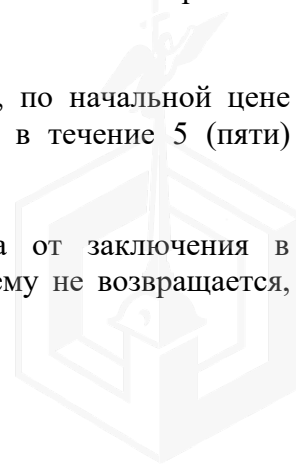 , по начальной цене
в течение 5 (пяти)
а от заключения в
ему не возвращается,